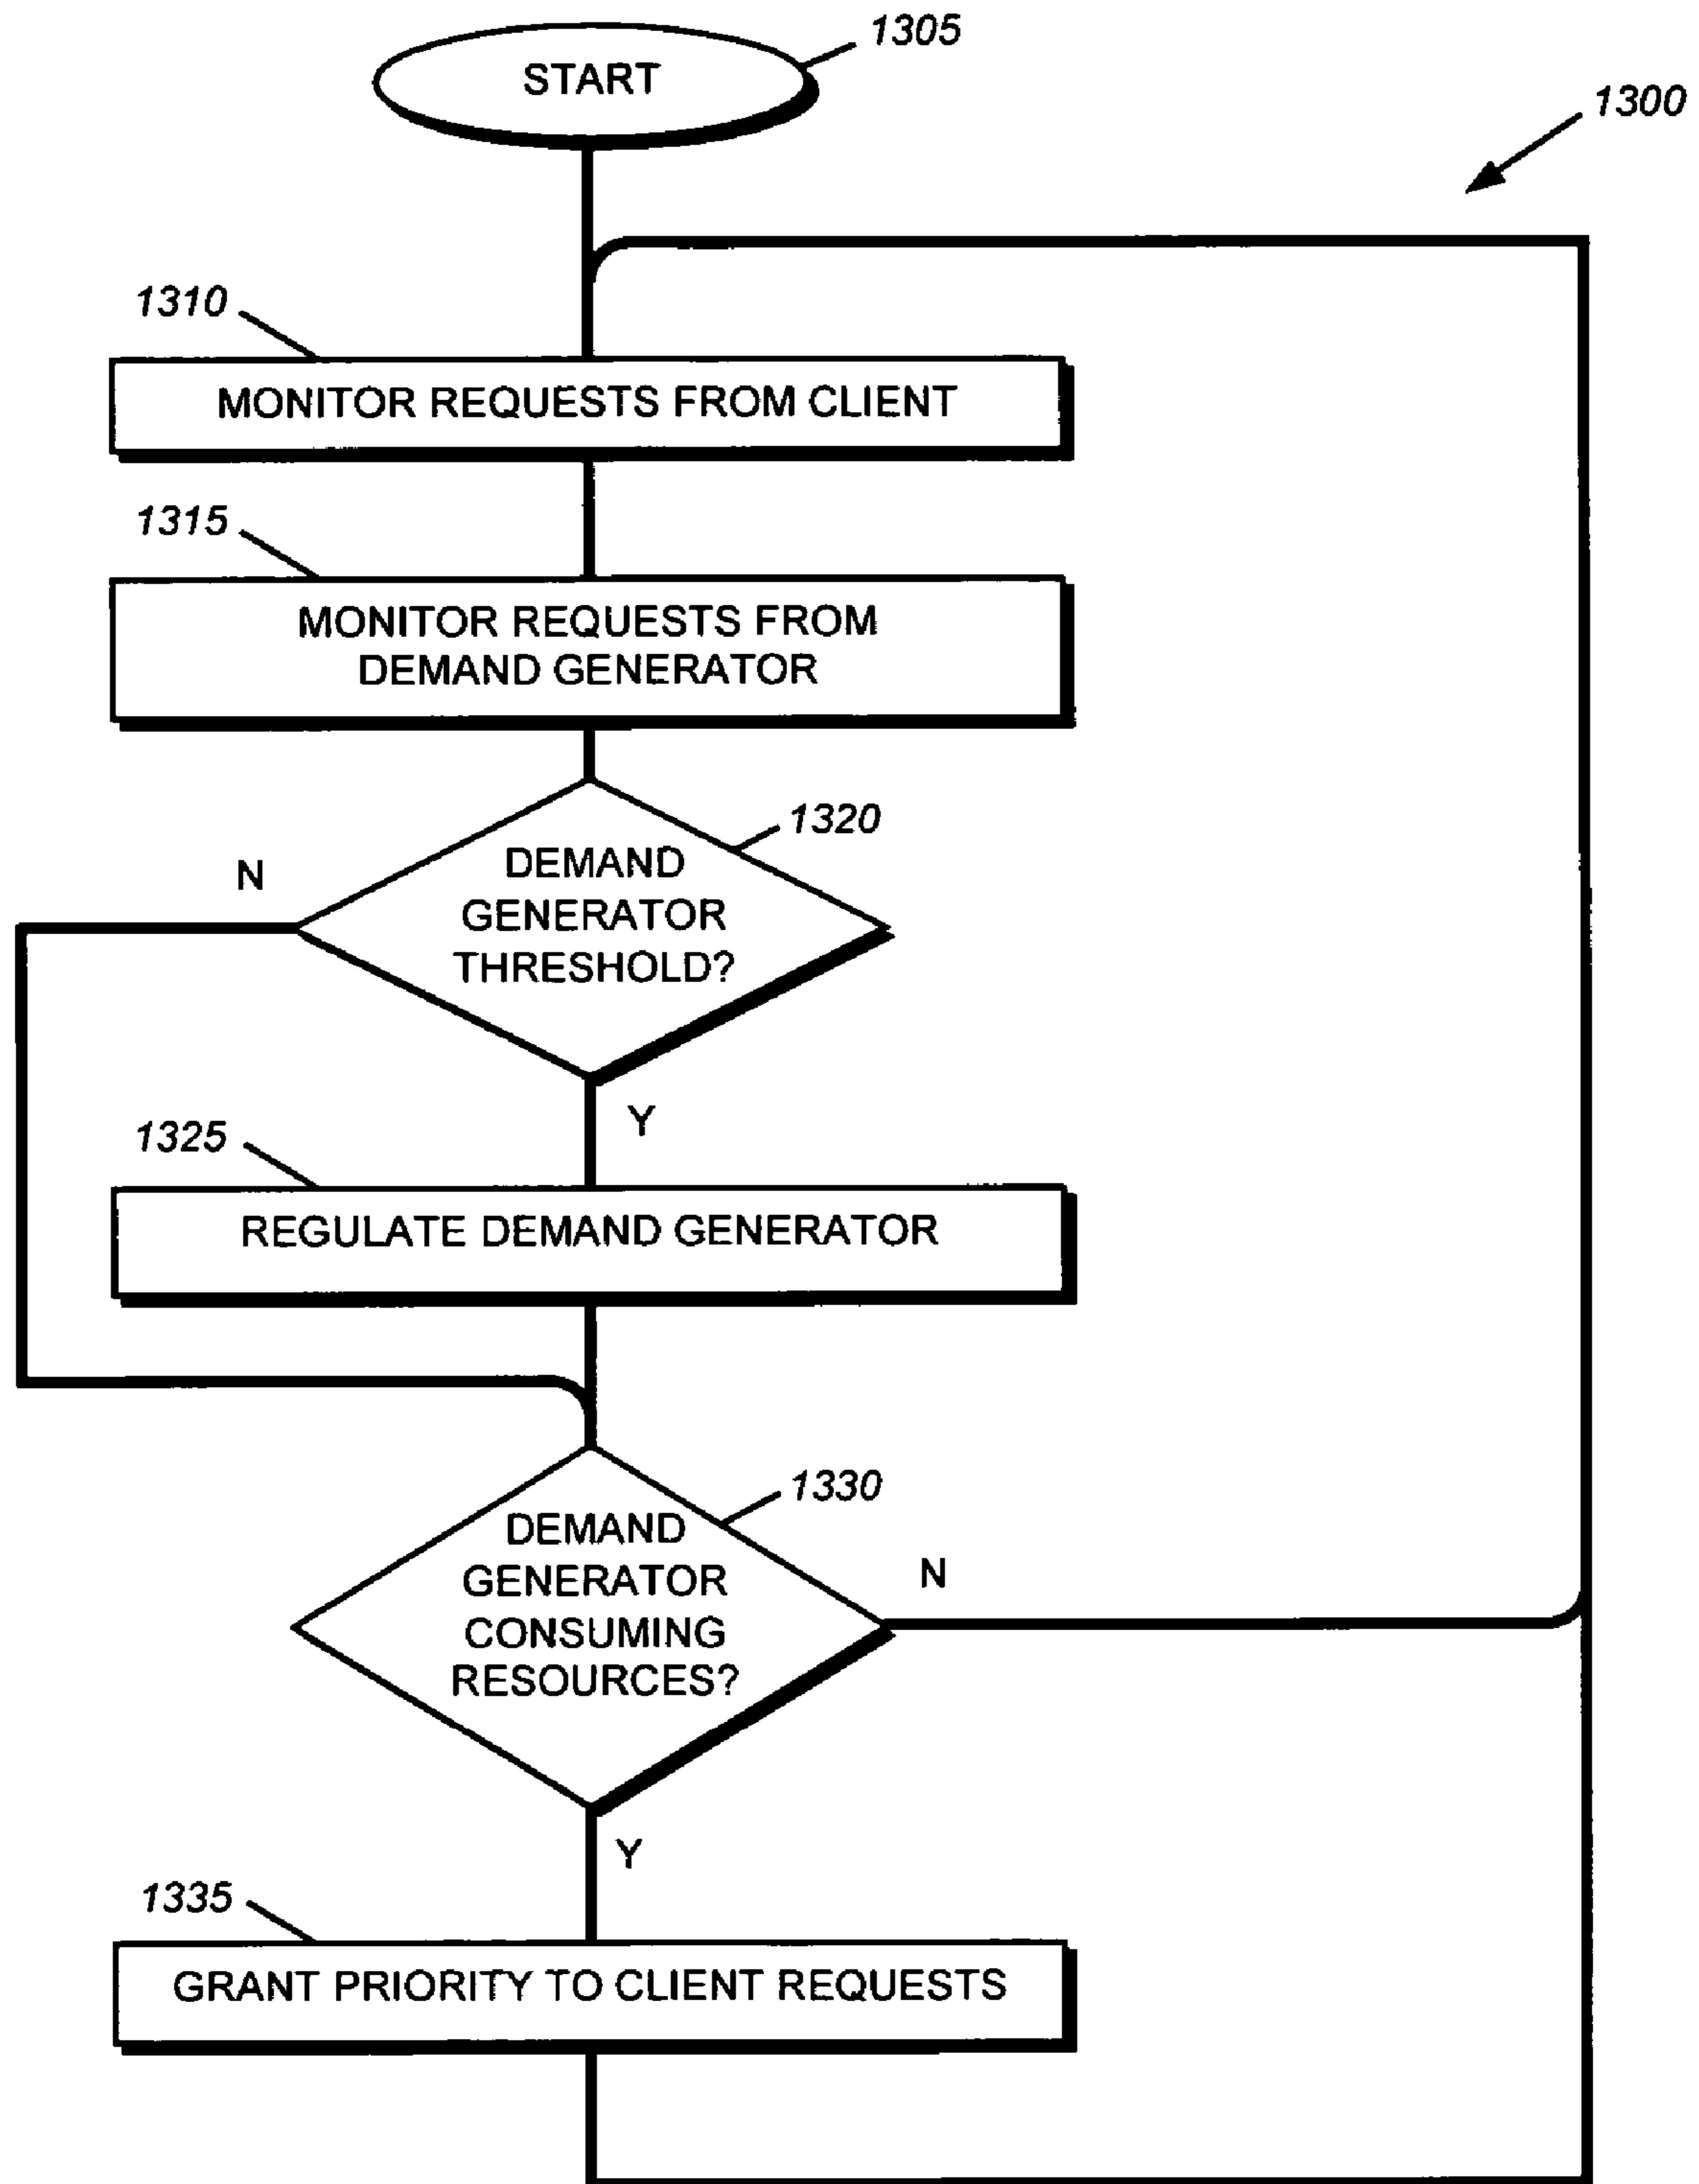 1305
START
1300
1310
MONITOR REQUESTS FROM CLIENT
1315
MONITOR REQUESTS FROM
DEMAND GENERATOR
1320
N
DEMAND
GENERATOR
THRESHOLD?
Y
1325
REGULATE DEMAND GENERATOR
1330
DEMAND
GENERATOR
CONSUMING
RESOURCES?
N
Y
1335
GRANT PRIORITY TO CLIENT REQUESTS